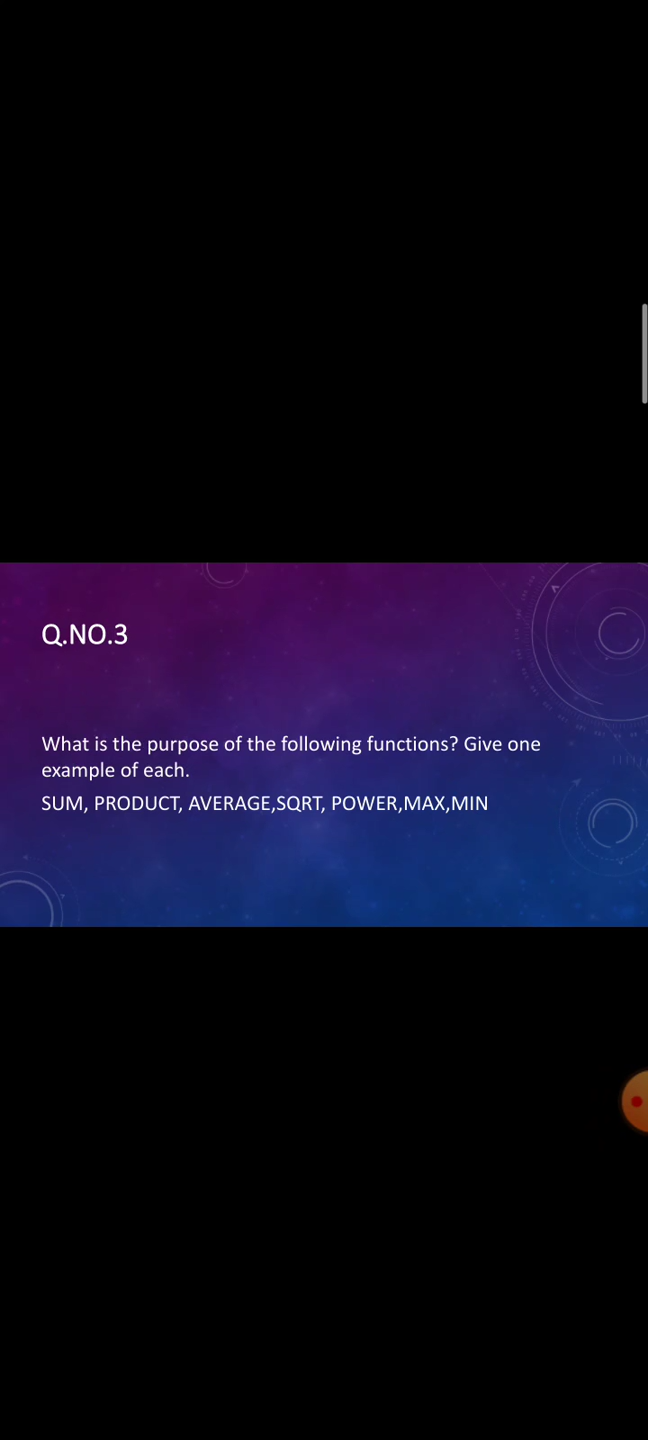 Q.NO.3
What is the purpose of the following functions? Give one
example of each.
SUM, PRODUCT, AVERAGE,SQRT, POWER,MAX,MIN